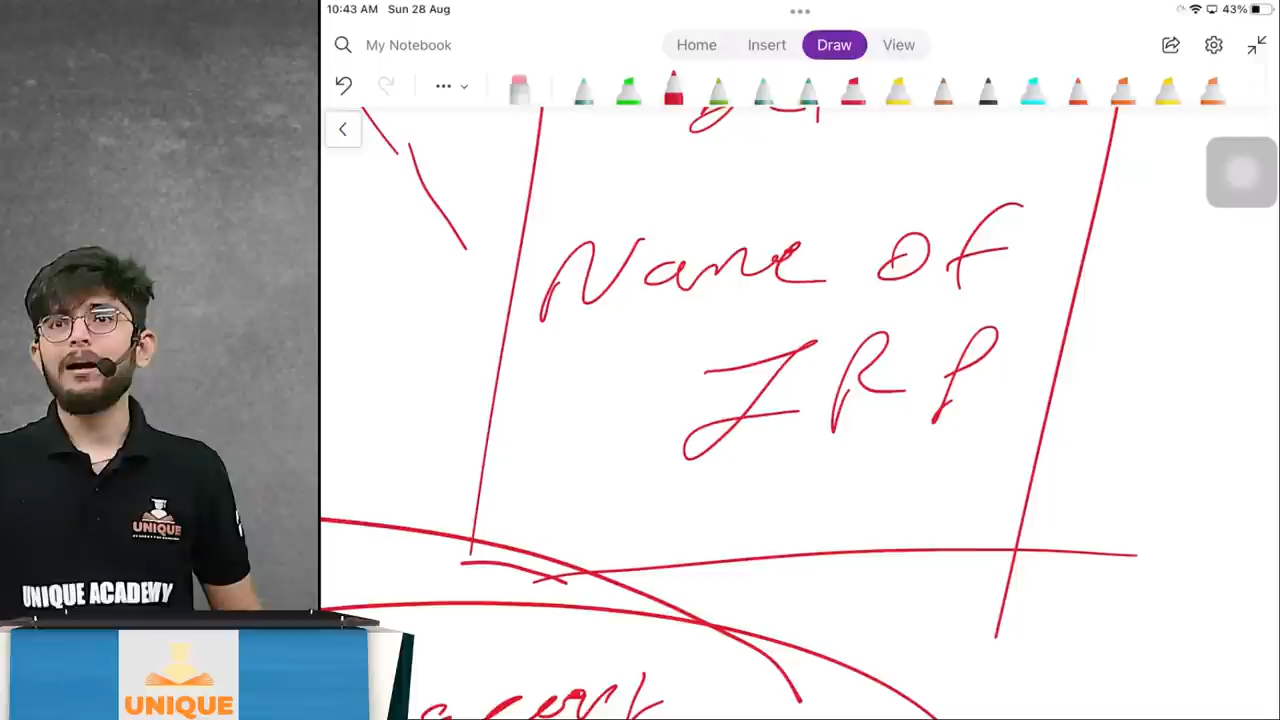 10:43 AM Sun 28 Aug
43%
My Notebook
Home Insert Draw View
Name of
IRP
UNIQUE
UNIQUE ACADEMY
UNIQUE